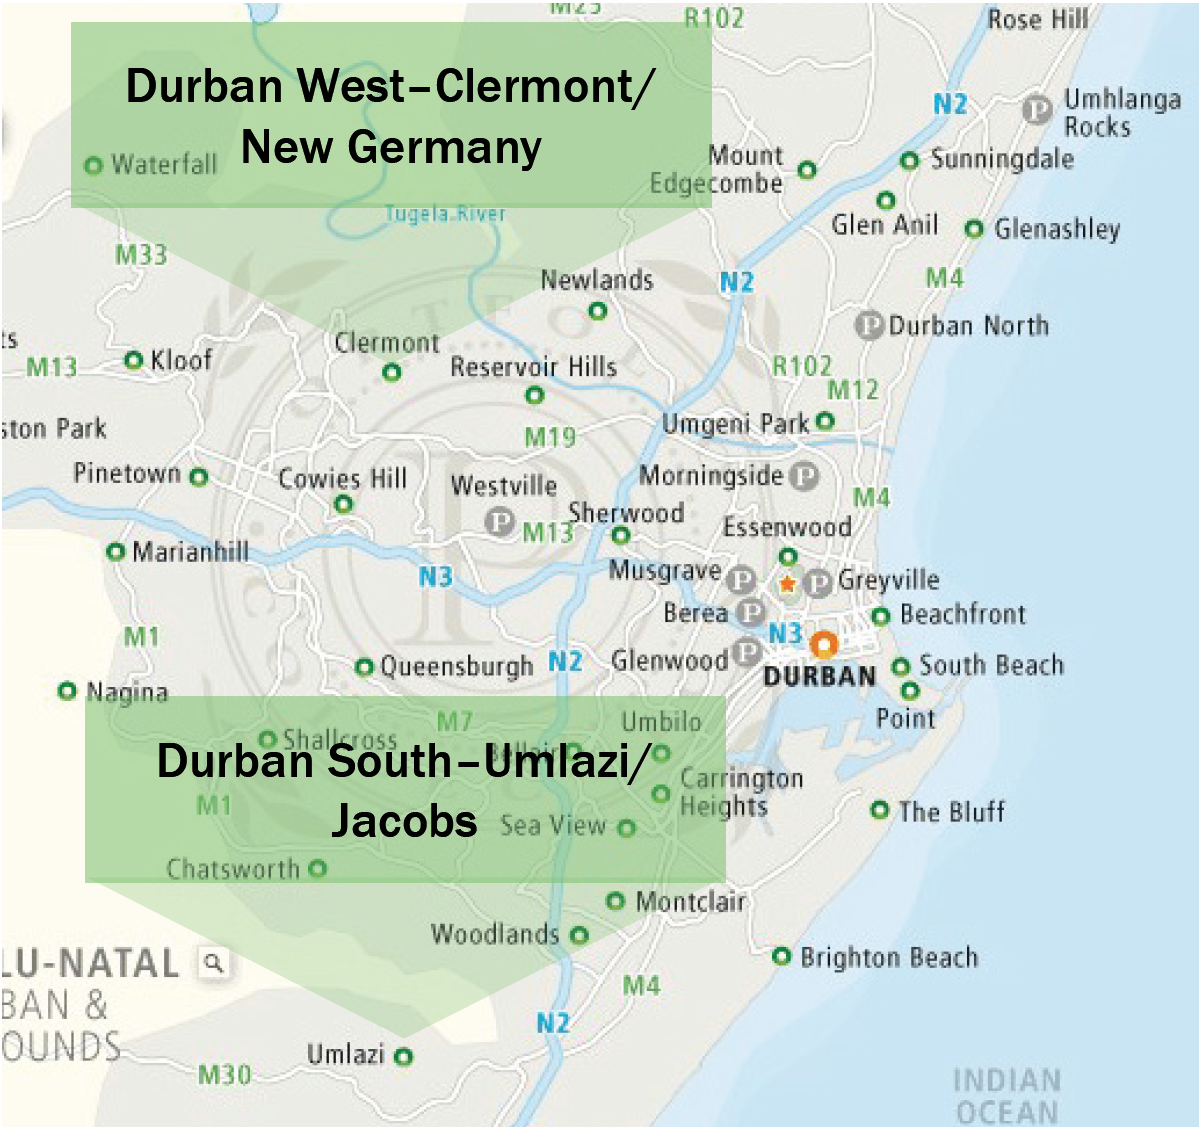 M25
R102
Rose Hill
Durban West–Clermont/
New Germany
N2
P
Umhlanga
Rocks
Waterfall
Mount
Edgecombe
Sunningdale
Glen Anil
Glenashley
Tugela River
M33
Newlands
N2
M4
P
Durban North
ts
M13
Kloof
Clermont
Reservoir Hills
R102
M12
ston Park
M19
Umgeni Park
Pinetown
Cowies Hill
Westville
P
Morningside
P
M4
M13
Sherwood
Essenwood
Marianhill
N3
Musgrave
P
P
Greyville
Berea
P
Beachfront
M1
N3
Queensburgh
N2
Glenwood
P
DURBAN
South Beach
Nagina
Point
M7
Umbilo
Shallcross
Bellair
Durban South–Umlazi/
Jacobs
Carrington
Heights
M1
Sea View
The Bluff
Chatsworth
Montclair
Woodlands
Brighton Beach
LU-NATAL
BAN &
OUNDS
M4
N2
Umlazi
M30
INDIAN
OCEAN